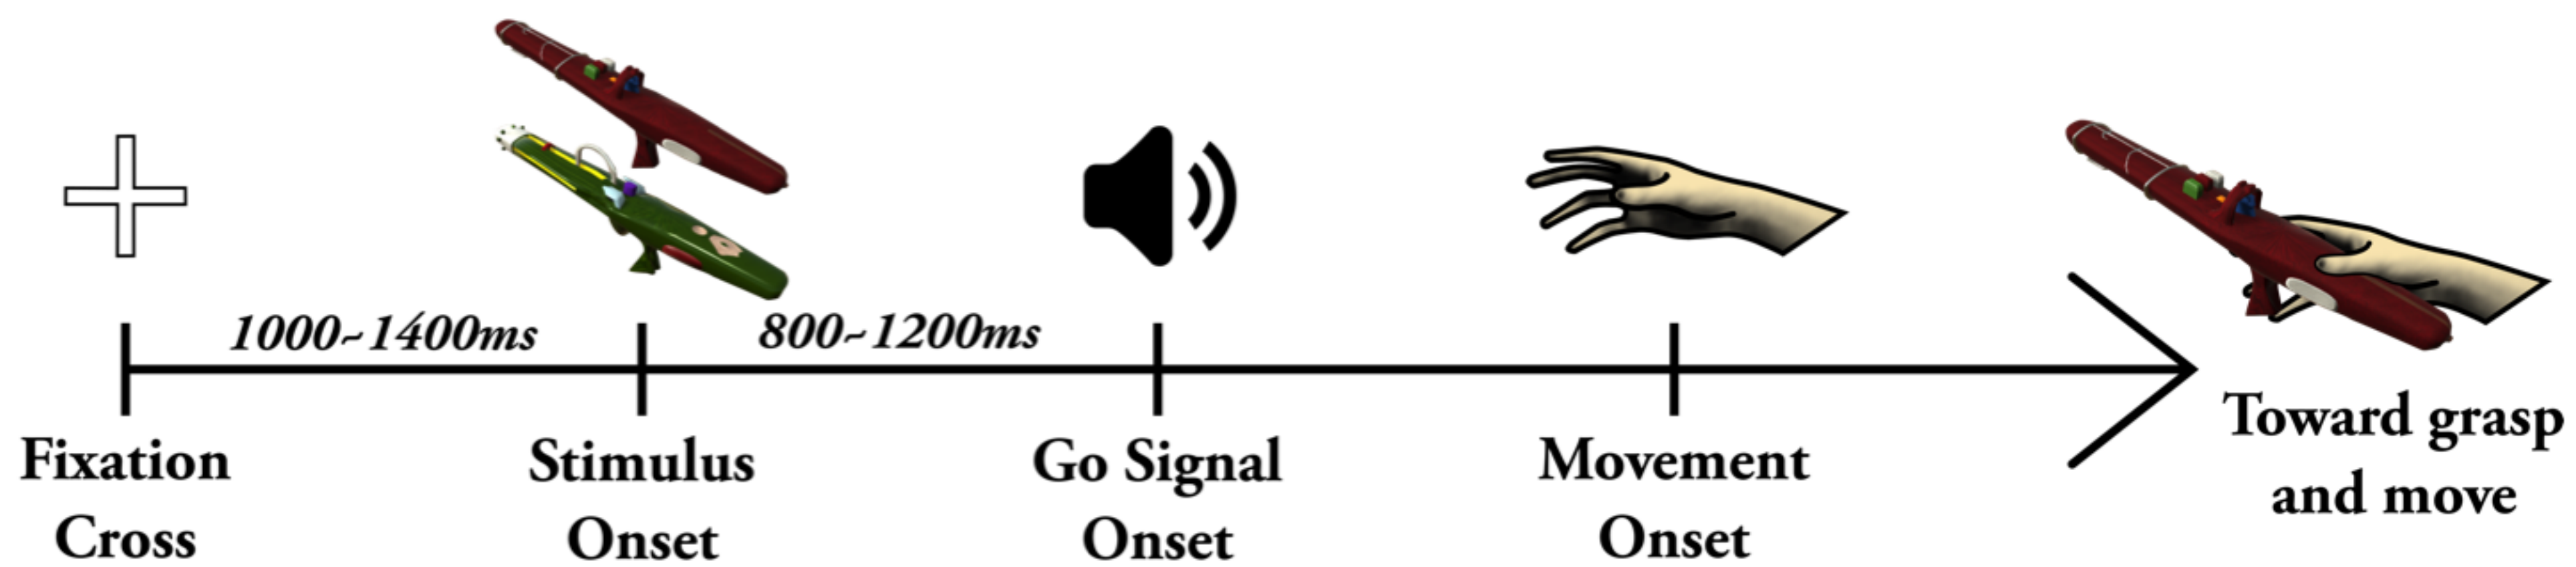 1000~1400ms
800~1200ms
Fixation
Cross
Stimulus
Onset
Go Signal
Onset
Movement
Onset
Toward grasp
and move